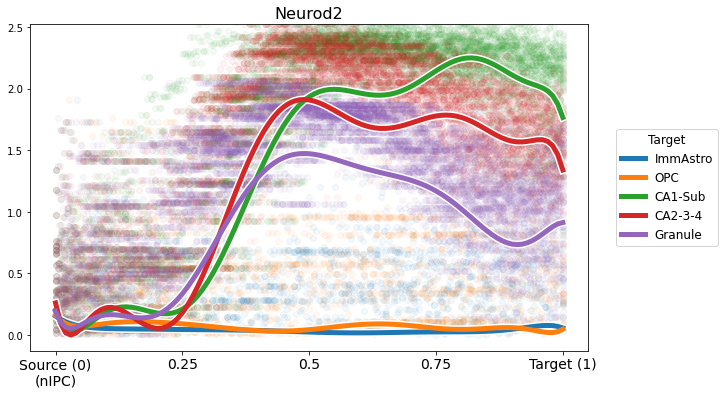 Neurod2
2.5
2.0
1.5
1.0
0.5
0.0
Source (0)
(nIPC)
0.25
0.5
0.75
Target (1)
Target
ImmAstro
OPC
CA1-Sub
CA2-3-4
Granule